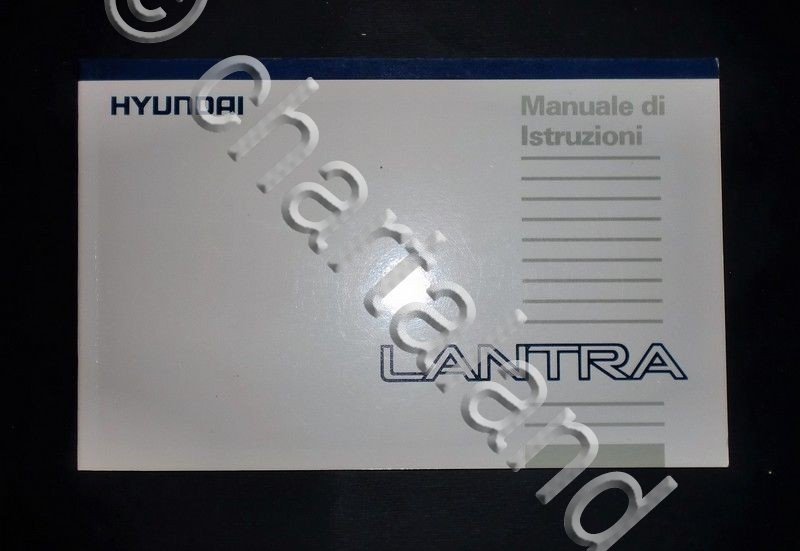 HYUNDAI
Manuale di
Istruzioni
LANTRA
© chartaland